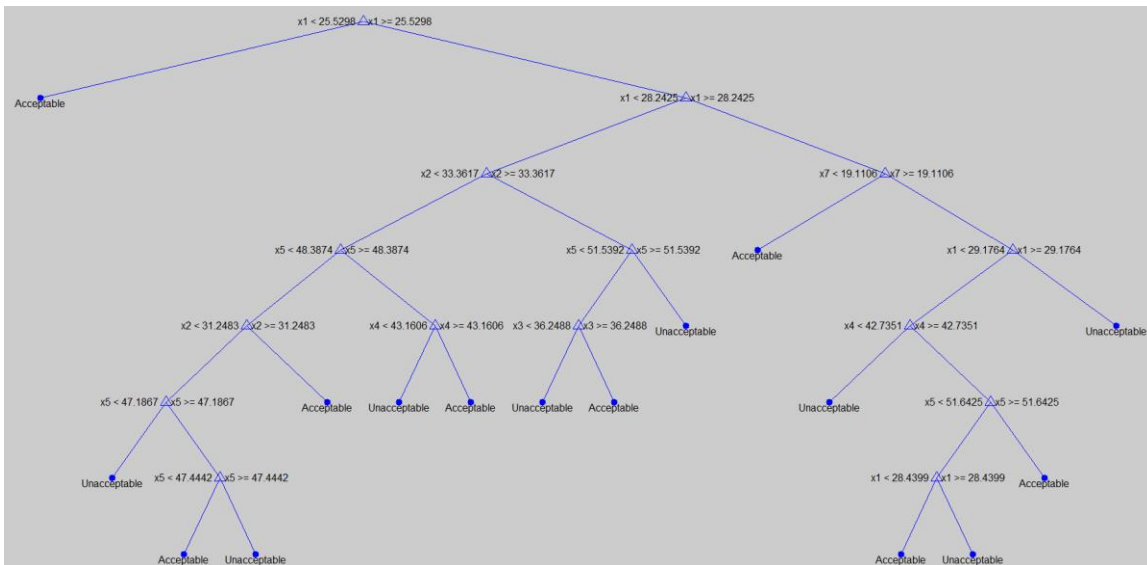 x1 < 25.5298 x1 >= 25.5298
Acceptable
x1 < 28.2425 x1 >= 28.2425
x2 < 33.3617 x2 >= 33.3617
x7 < 19.1106 x7 >= 19.1106
x5 < 48.3874 x5 >= 48.3874
x5 < 51.5392 x5 >= 51.5392
Acceptable
x1 < 29.1764 x1 >= 29.1764
x2 < 31.2483 x2 >= 31.2483
x4 < 43.1606 x4 >= 43.1606
x3 < 36.2488 x3 >= 36.2488
Unacceptable
x4 < 42.7351 x4 >= 42.7351
Unacceptable
x5 < 47.1867 x5 >= 47.1867
Acceptable
Unacceptable
Acceptable
Unacceptable
Acceptable
Unacceptable
x5 < 51.6425 x5 >= 51.6425
Unacceptable
x5 < 47.4442 x5 >= 47.4442
x1 < 28.4399 x1 >= 28.4399
Acceptable
Acceptable
Unacceptable
Acceptable
Unacceptable